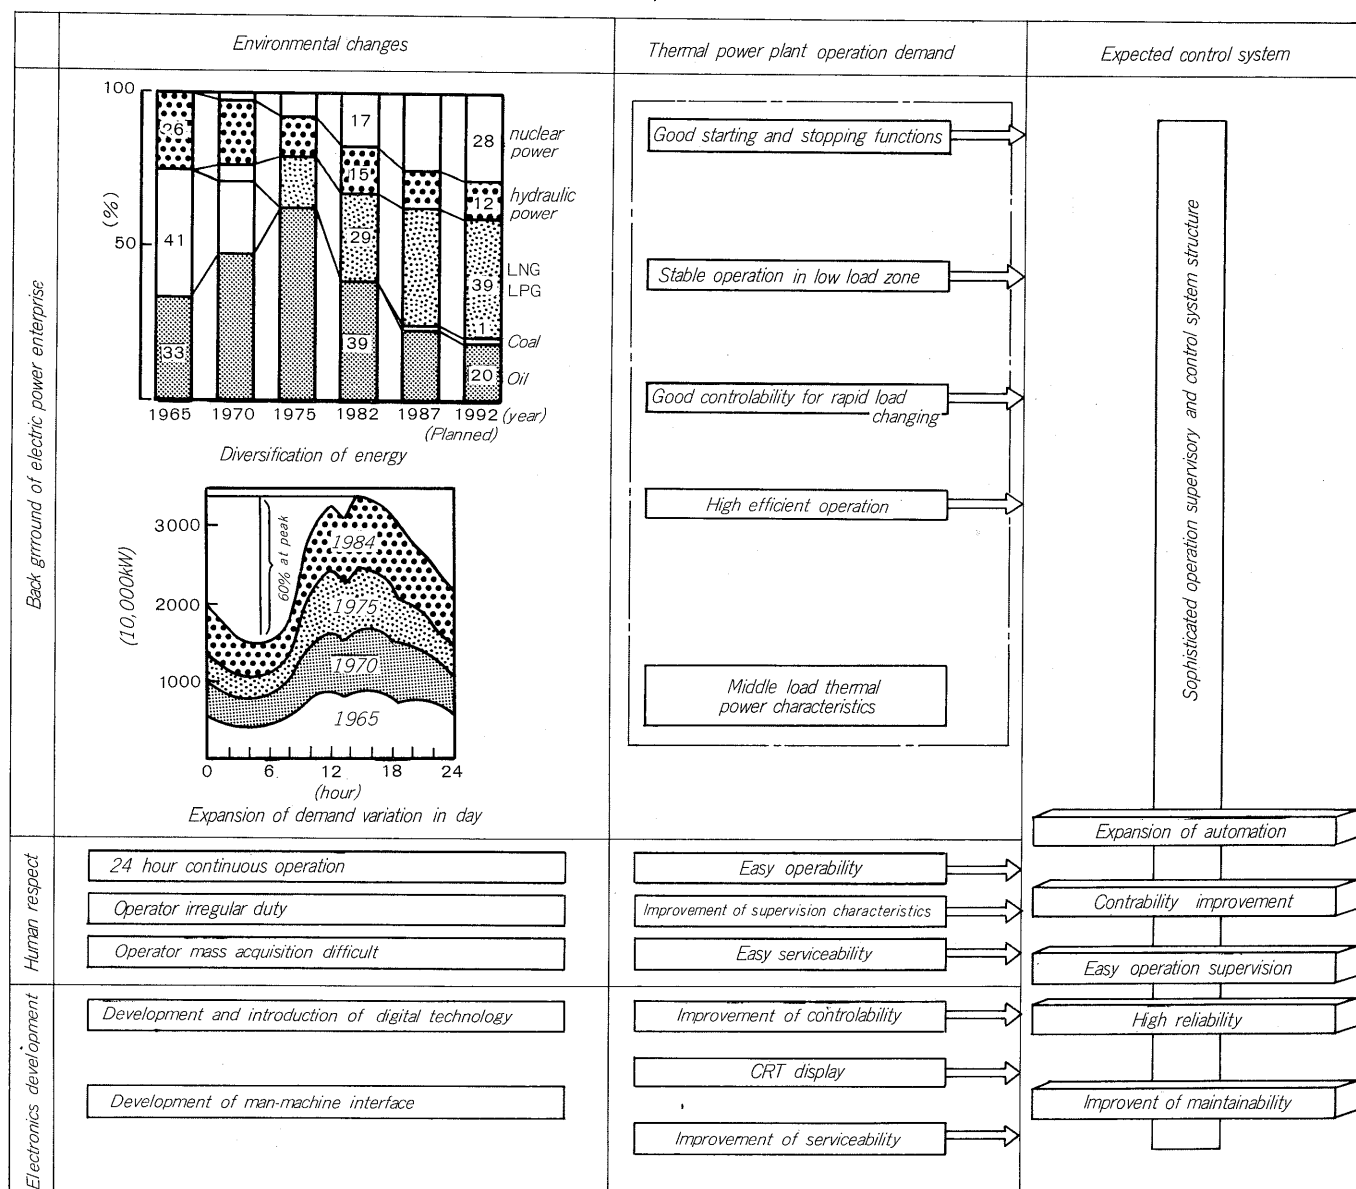 Environmental changes
Thermal power plant operation demand
Expected control system
Back grround of electric power enterprise
100
50
(%)
26
41
33
17
15
29
39
28
12
39
1
20
nuclear
power
hydraulic
power
LNG
LPG
Coal
Oil
1965 1970 1975 1982 1987 1992 (year)
(Planned)
Diversification of energy
3000
2000
1000
(10,000kW)
60% at peak
1984
1975
1970
1965
0 6 12 18 24
(hour)
Expansion of demand variation in day
Good starting and stopping functions
Stable operation in low load zone
Good controlability for rapid load
changing
High efficient operation
Middle load thermal
power characteristics
Sophisticated operation supervisory and control system structure
Expansion of automation
Contrability improvement
Easy operation supervision
High reliability
Improvent of maintainability
Human respect
24 hour continuous operation
Operator irregular duty
Operator mass acquisition difficult
Easy operability
Improvement of supervision characteristics
Easy serviceability
Electronics development
Development and introduction of digital technology
Development of man-machine interface
Improvement of controlability
CRT display
Improvement of serviceability